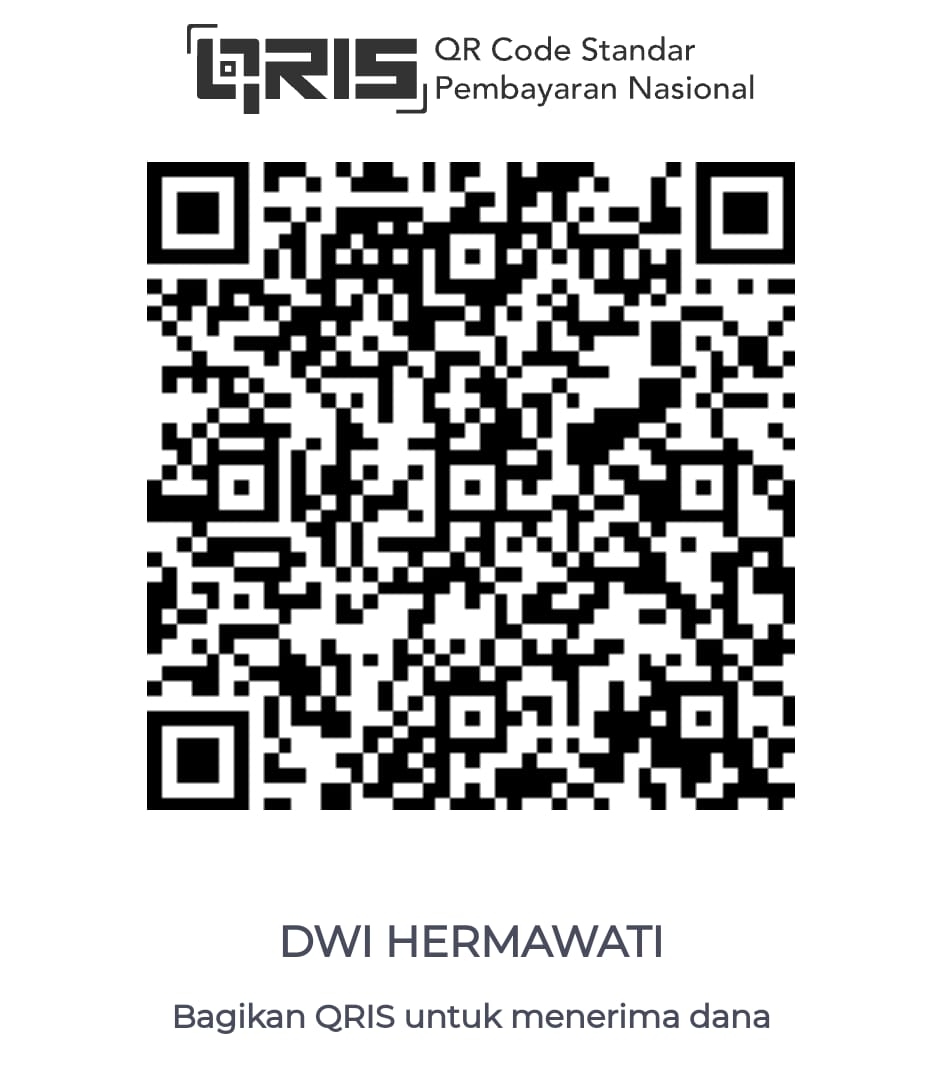 QRIS
QR Code Standar
Pembayaran Nasional
DWI HERMAWATI
Bagikan QRIS untuk menerima dana